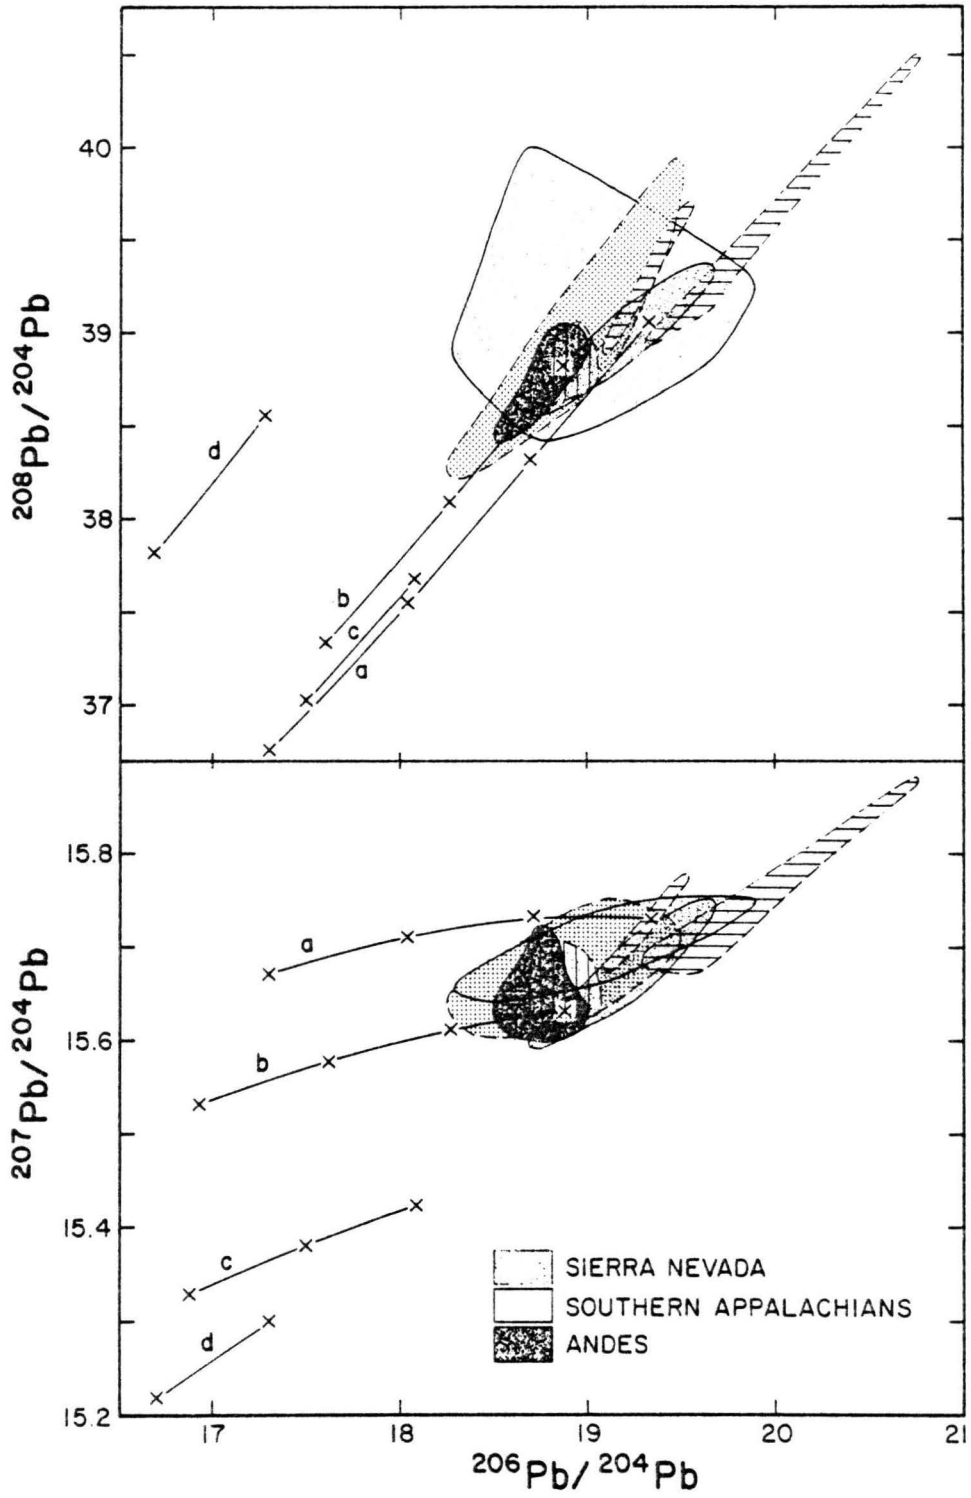 40
39
38
37
208Pb/204Pb
d
b
c
a
15.8
15.6
15.4
15.2
207Pb/204Pb
a
b
c
d
SIERRA NEVADA
SOUTHERN APPALACHIANS
ANDES
17 18 19 20 21
206Pb/204Pb